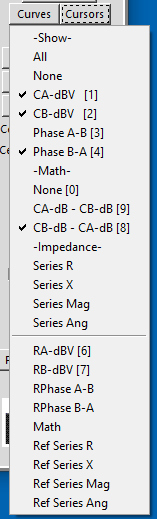 Curves Cursors
-Show-
All
None
CA-dBV [1]
CB-dBV [2]
Phase A-B [3]
Phase B-A [4]
-Math-
None [0]
CA-dB - CB-dB [9]
CB-dB - CA-dB [8]
-Impedance-
Series R
Series X
Series Mag
Series Ang
RA-dBV [6]
RB-dBV [7]
RPhase A-B
RPhase B-A
Math
Ref Series R
Ref Series X
Ref Series Mag
Ref Series Ang